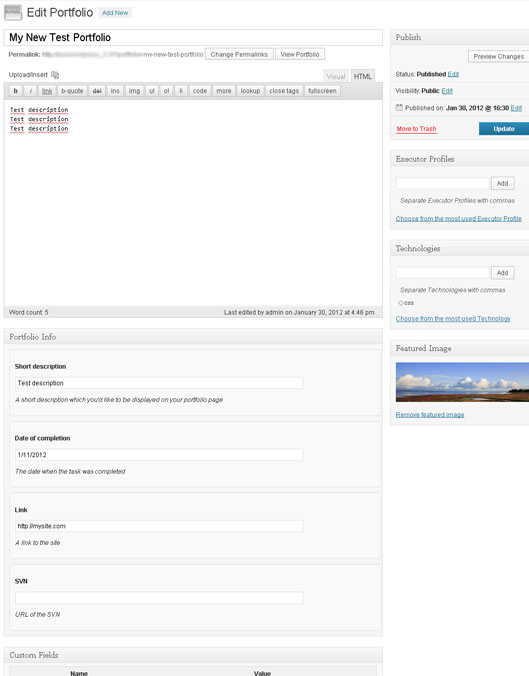 Edit Portfolio Add New
My New Test Portfolio
Permalink: =my-new-test-portfolio Change Permalinks View Portfolio
Upload/Insert Visual HTML
b i link b-quote del ins img ul ol li code more lookup close tags fullscreen
Test description
Test description
Test description
Word count: 5 Last edited by admin on January 30, 2012 at 4:46 pm
Portfolio Info
Short description
Test description
A short description which you'd like to be displayed on your portfolio page
Date of completion
1/11/2012
The date when the task was completed
Link
http://mysite.com
A link to the site
SVN
URL of the SVN
Custom Fields
Name Value
Publish
Preview Changes
Status: Published Edit
Visibility: Public Edit
Published on: Jan 30, 2012 @ 16:30 Edit
Move to Trash Update
Executor Profiles
Add
Separate Executor Profiles with commas
Choose from the most used Executor Profile
Technologies
Add
Separate Technologies with commas
css
Choose from the most used Technology
Featured Image
Remove featured image